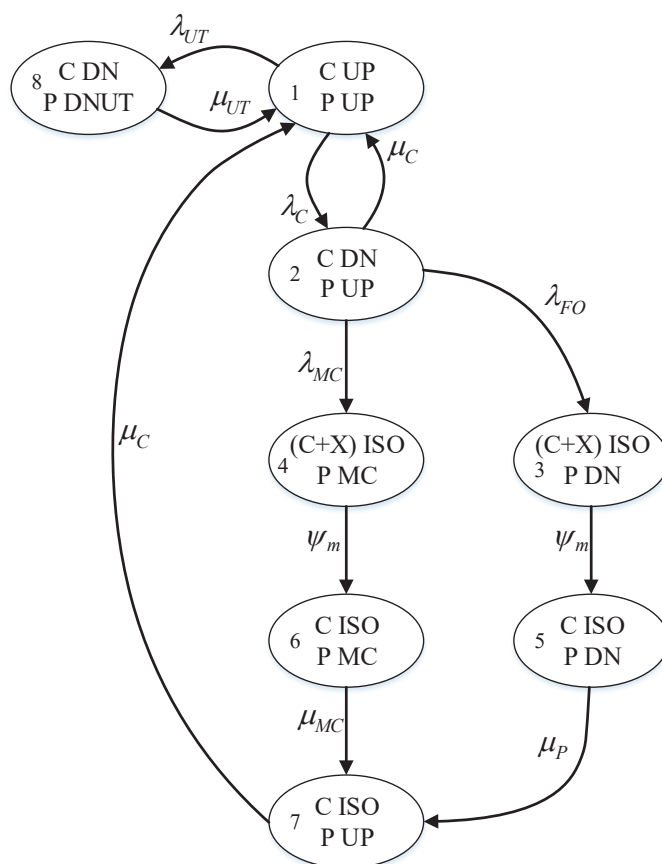 λUT
8 C DN
P DNUT
μUT
1 C UP
P UP
μC
λC
2 C DN
P UP
λFO
λMC
μC
4 (C+X) ISO
P MC
3 (C+X) ISO
P DN
ψm
ψm
6 C ISO
P MC
5 C ISO
P DN
μMC
μP
7 C ISO
P UP